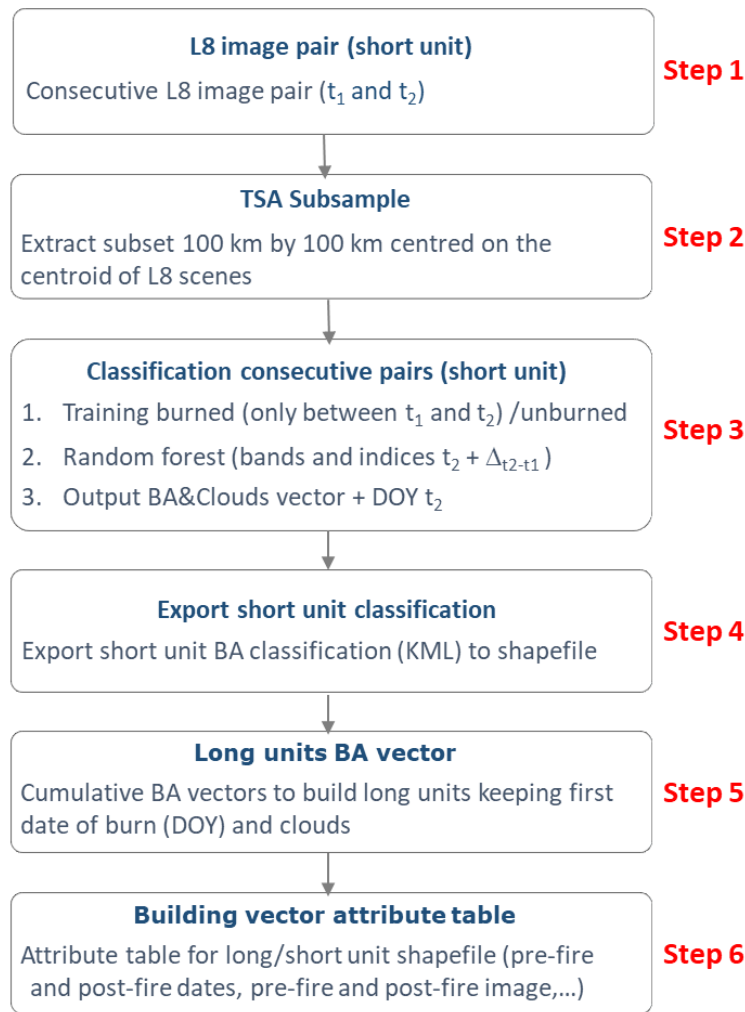 L8 image pair (short unit)
Step 1
Consecutive L8 image pair (t₁ and t₂)
TSA Subsample
Extract subset 100 km by 100 km centred on the
Step 2
centroid of L8 scenes
Classification consecutive pairs (short unit)
1. Training burned (only between t₁ and t₂) /unburned
Step 3
2. Random forest (bands and indices t₂ + Δt2-t1 )
3. Output BA&Clouds vector + DOY t₂
Export short unit classification
Step 4
Export short unit BA classification (KML) to shapefile
Long units BA vector
Cumulative BA vectors to build long units keeping first
Step 5
date of burn (DOY) and clouds
Building vector attribute table
Attribute table for long/short unit shapefile (pre-fire
Step 6
and post-fire dates, pre-fire and post-fire image,...)